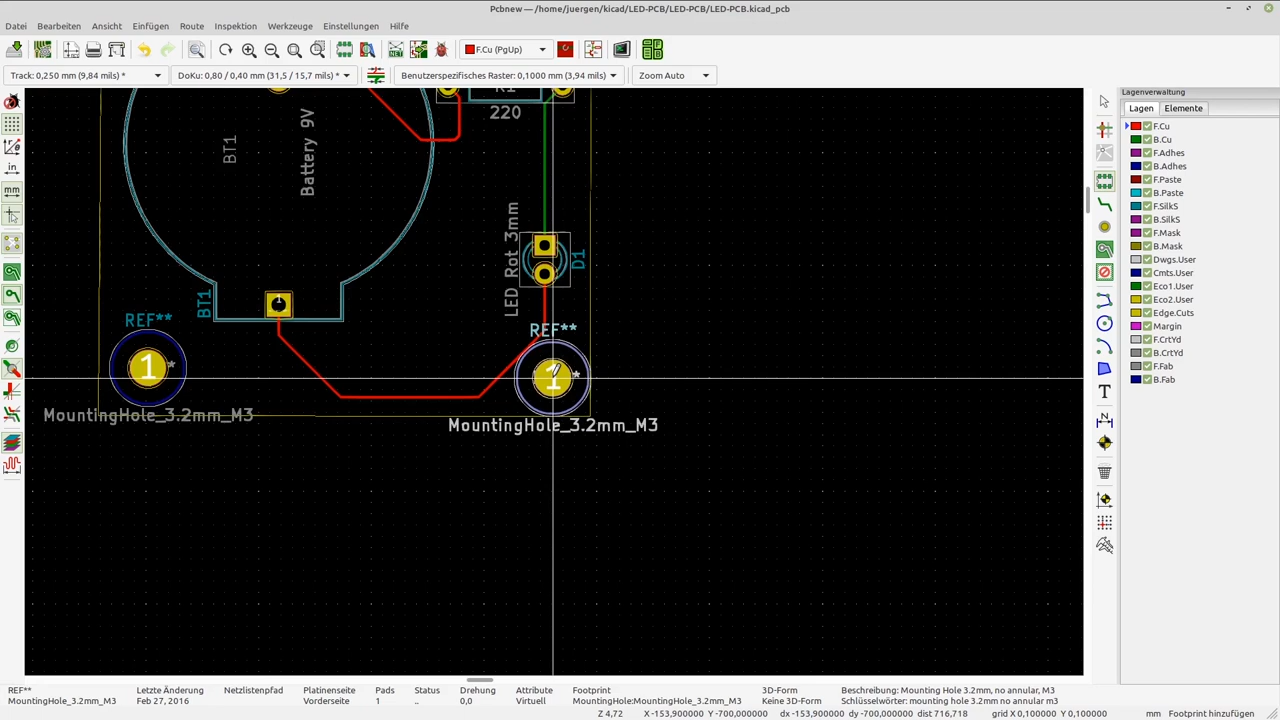 Pcbnew — /home/juergen/kicad/LED-PCB/LED-PCB/LED-PCB.kicad_pcb
Datei Bearbeiten Ansicht Einfügen Route Inspektion Werkzeuge Einstellungen Hilfe
F.Cu (PgUp)
Track: 0,250 mm (9,84 mils) * DoKu: 0,80 / 0,40 mm (31,5 / 15,7 mils) * Benutzerspezifisches Raster: 0,1000 mm (3,94 mils) Zoom Auto
Lagenverwaltung
Lagen Elemente
F.Cu
B.Cu
F.Adhes
B.Adhes
F.Paste
B.Paste
F.SilkS
B.SilkS
F.Mask
B.Mask
Dwgs.User
Cmts.User
Eco1.User
Eco2.User
Edge.Cuts
Margin
F.CrtYd
B.CrtYd
F.Fab
B.Fab
in
mm
R1
220
BT1
Battery 9V
LED_Rot_3mm
D1
BT1
REF**
REF**
1 *
1 *
MountingHole_3.2mm_M3
MountingHole_3.2mm_M3
REF** Letzte Änderung Netzlistenpfad Platinenseite Pads Status Drehung Attribute Footprint 3D-Form Beschreibung: Mounting Hole 3.2mm, no annular, M3
MountingHole_3.2mm_M3 Feb 27, 2016 Vorderseite 1 .. 0,0 Virtuell MountingHole:MountingHole_3.2mm_M3 Keine 3D-Form Schlüsselwörter: mounting hole 3.2mm no annular m3
Z 4,72 X -153,900000 Y -700,000000 dx -153,900000 dy -700,000000 dist 716,718 grid X 0,100000 Y 0,100000 mm Footprint hinzufügen